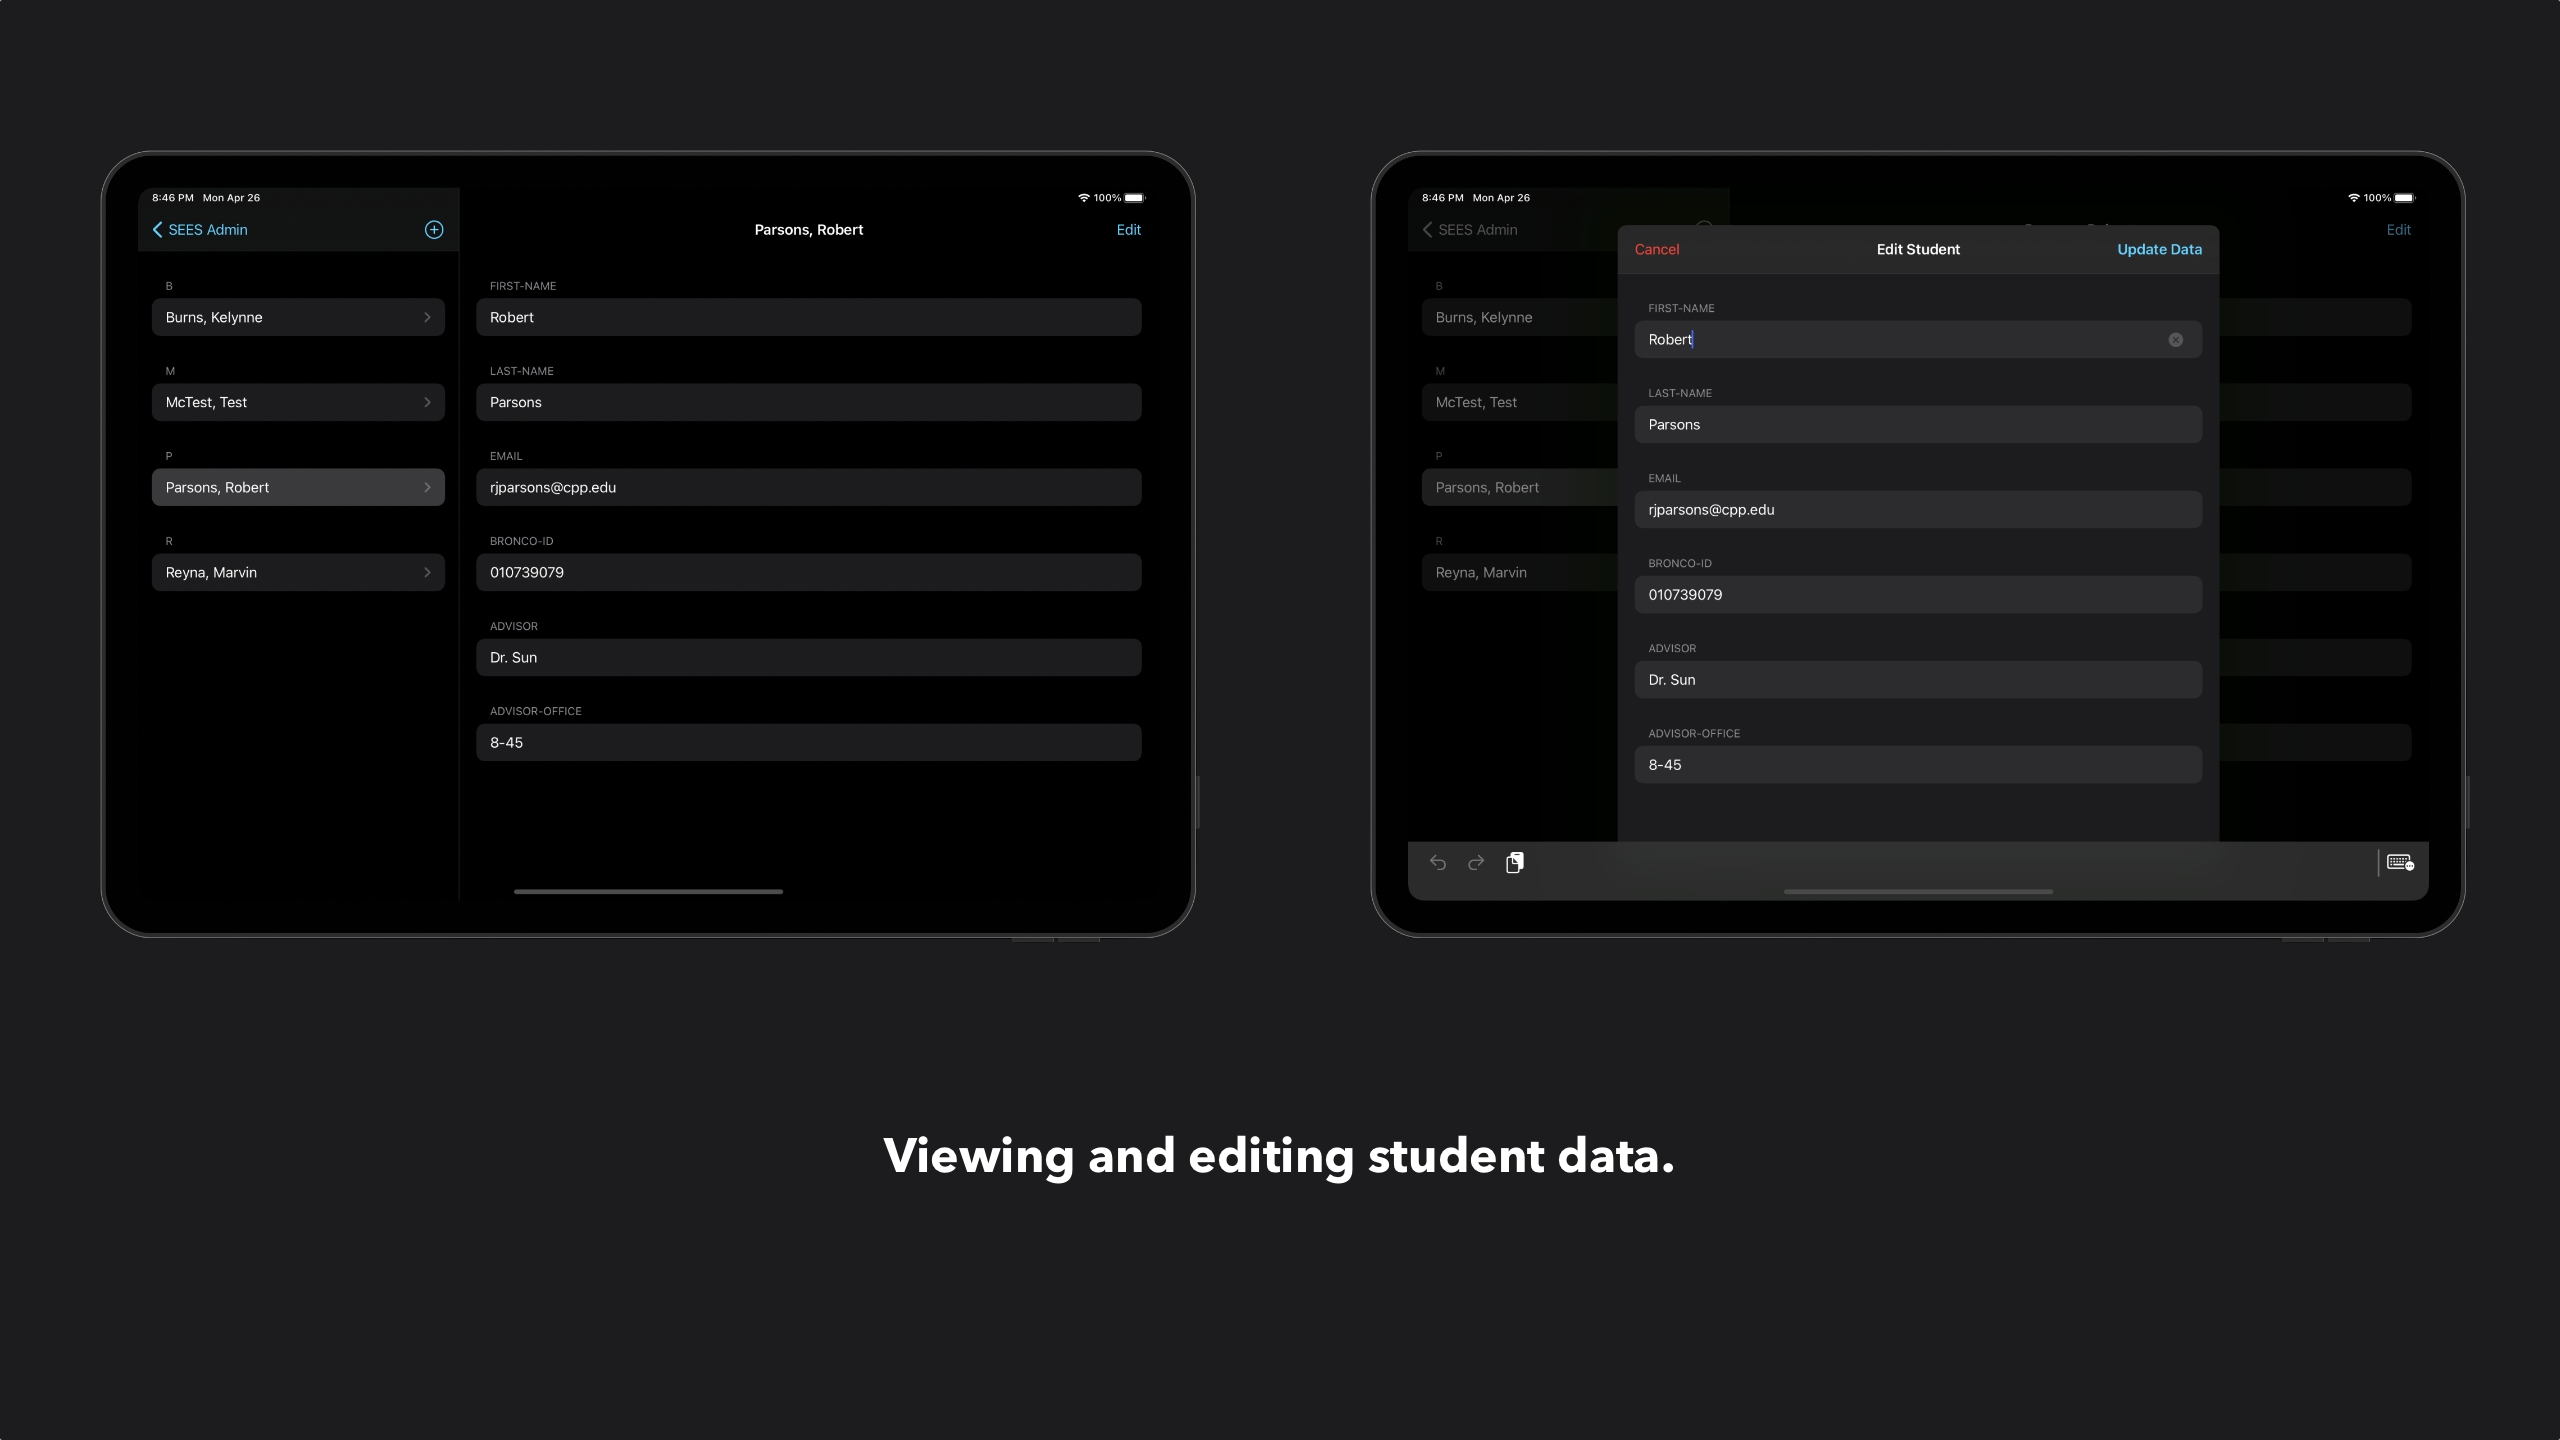 8:46 PM Mon Apr 26
100%
SEES Admin
Parsons, Robert
Edit
B
Burns, Kelynne
M
McTest, Test
P
Parsons, Robert
R
Reyna, Marvin
FIRST-NAME
Robert
LAST-NAME
Parsons
EMAIL
rjparsons@cpp.edu
BRONCO-ID
010739079
ADVISOR
Dr. Sun
ADVISOR-OFFICE
8-45
8:46 PM Mon Apr 26
100%
SEES Admin
Edit
B
Burns, Kelynne
M
McTest, Test
P
Parsons, Robert
R
Reyna, Marvin
Cancel
Edit Student
Update Data
FIRST-NAME
Robert
LAST-NAME
Parsons
EMAIL
rjparsons@cpp.edu
BRONCO-ID
010739079
ADVISOR
Dr. Sun
ADVISOR-OFFICE
8-45
Viewing and editing student data.